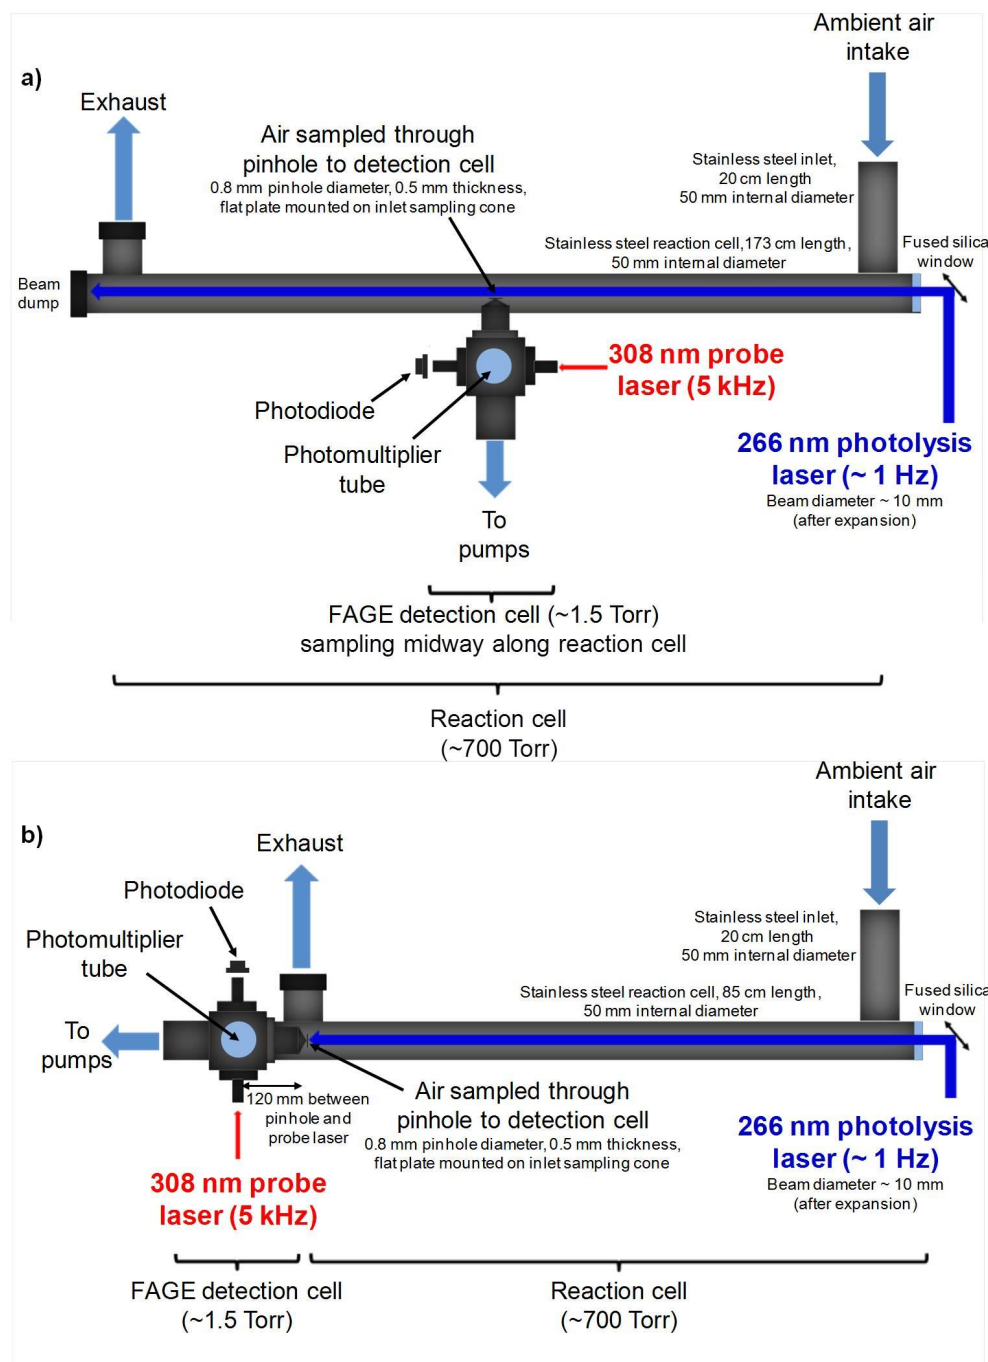 Ambient air
intake
a)
Exhaust
Air sampled through
pinhole to detection cell
0.8 mm pinhole diameter, 0.5 mm thickness,
flat plate mounted on inlet sampling cone
Stainless steel inlet,
20 cm length
50 mm internal diameter
Stainless steel reaction cell, 173 cm length,
50 mm internal diameter
Fused silica
window
Beam
dump
308 nm probe
laser (5 kHz)
Photodiode
Photomultiplier
tube
266 nm photolysis
laser (~ 1 Hz)
Beam diameter ~ 10 mm
(after expansion)
To
pumps
FAGE detection cell (~1.5 Torr)
sampling midway along reaction cell
Reaction cell
(~700 Torr)
Ambient air
intake
b)
Exhaust
Photodiode
Photomultiplier
tube
Stainless steel inlet,
20 cm length
50 mm internal diameter
Stainless steel reaction cell, 85 cm length,
50 mm internal diameter
Fused silica
window
To
pumps
120 mm between
pinhole and
probe laser
Air sampled through
pinhole to detection cell
0.8 mm pinhole diameter, 0.5 mm thickness,
flat plate mounted on inlet sampling cone
308 nm probe
laser (5 kHz)
266 nm photolysis
laser (~ 1 Hz)
Beam diameter ~ 10 mm
(after expansion)
FAGE detection cell
(~1.5 Torr)
Reaction cell
(~700 Torr)